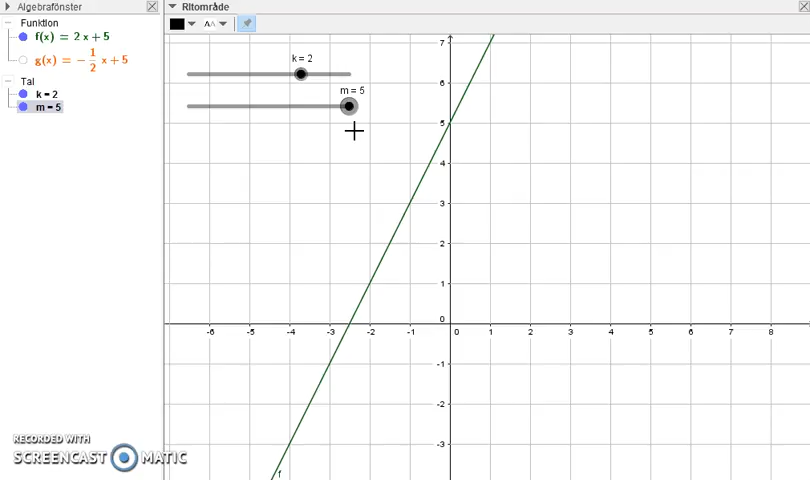 Algebrafönster
Ritområde
Funktion
f(x) = 2 x + 5
g(x) = - 1/2 x + 5
Tal
k = 2
m = 5
AA
k = 2
m = 5
7
6
5
4
3
2
1
0
-1
-2
-3
-6 -5 -4 -3 -2 -1 0 1 2 3 4 5 6 7 8
f
RECORDED WITH
SCREENCAST MATIC